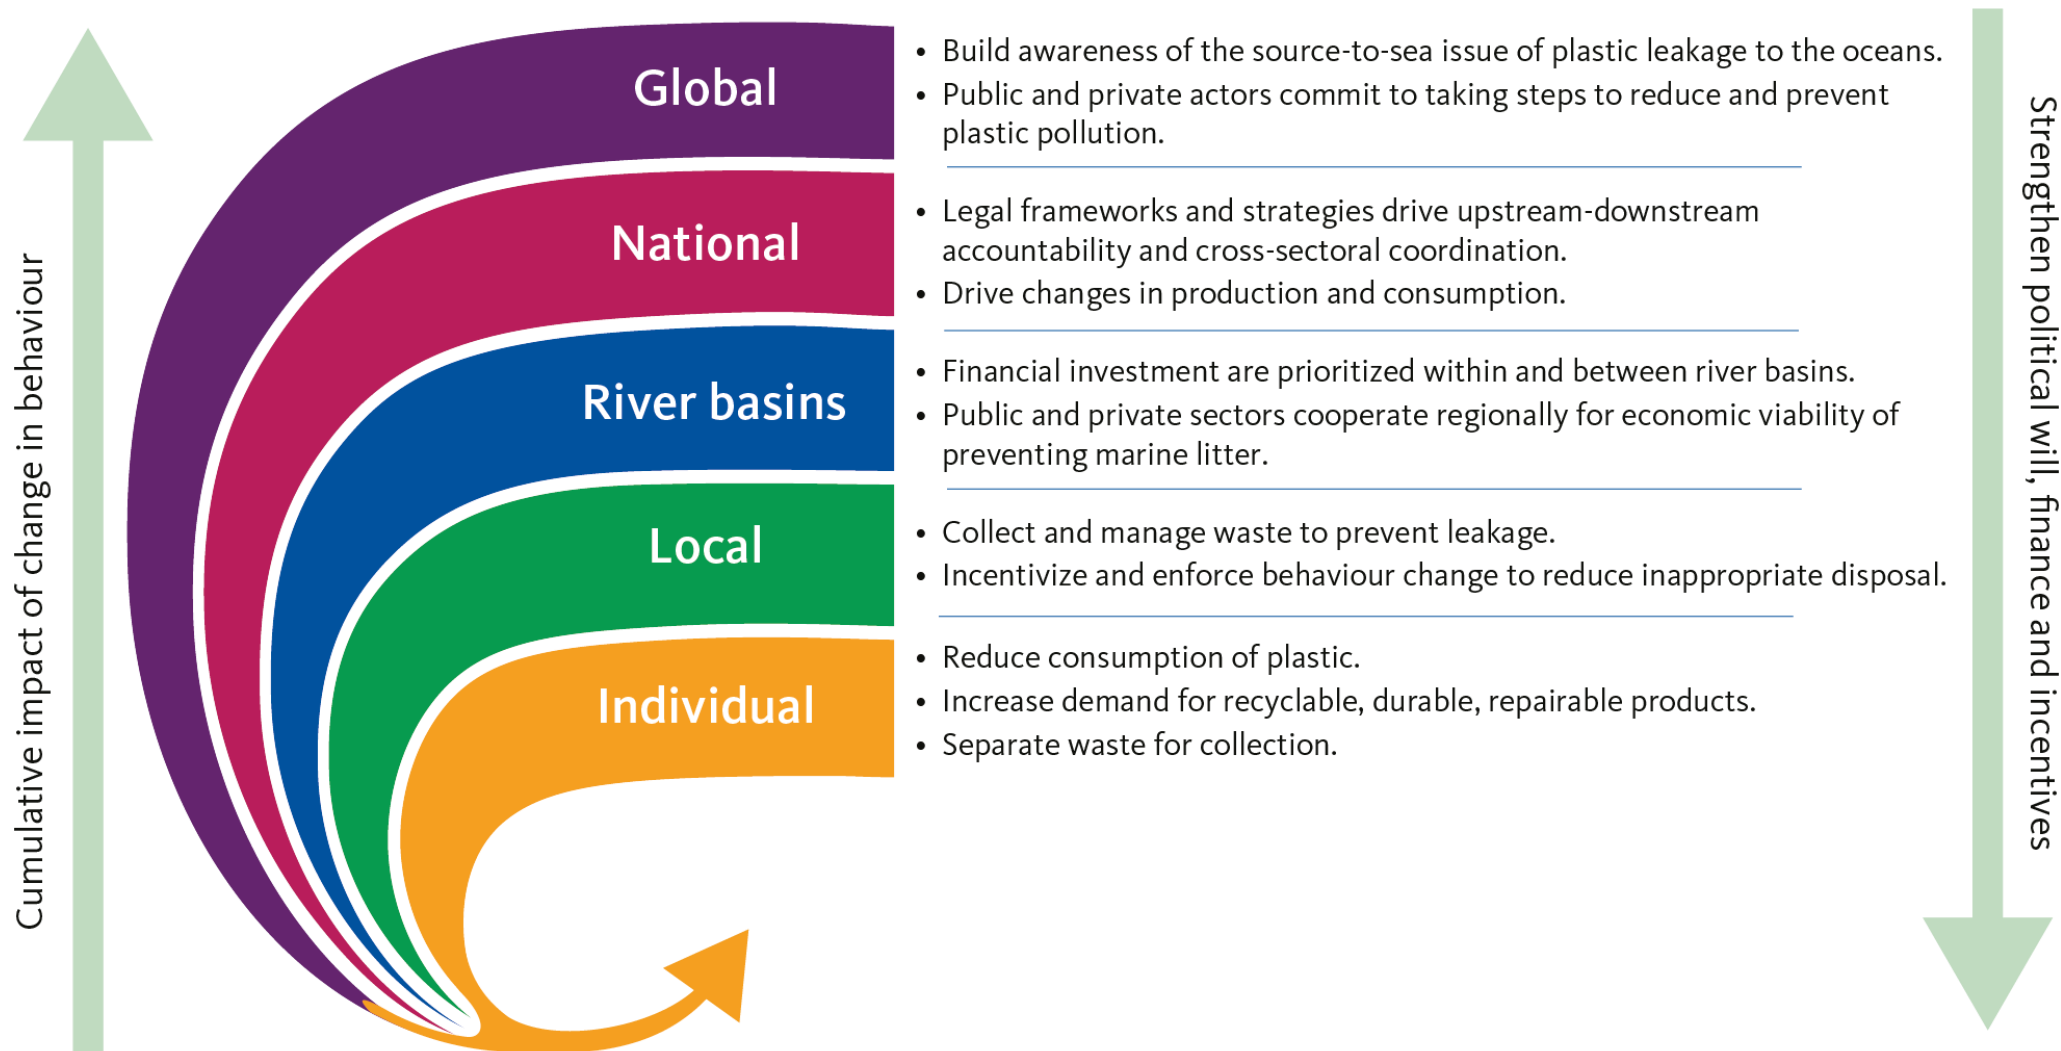 Cumulative impact of change in behaviour
Global
• Build awareness of the source-to-sea issue of plastic leakage to the oceans.
• Public and private actors commit to taking steps to reduce and prevent
plastic pollution.
National
• Legal frameworks and strategies drive upstream-downstream
accountability and cross-sectoral coordination.
• Drive changes in production and consumption.
River basins
• Financial investment are prioritized within and between river basins.
• Public and private sectors cooperate regionally for economic viability of
preventing marine litter.
Local
• Collect and manage waste to prevent leakage.
• Incentivize and enforce behaviour change to reduce inappropriate disposal.
Individual
• Reduce consumption of plastic.
• Increase demand for recyclable, durable, repairable products.
• Separate waste for collection.
Strengthen political will, finance and incentives